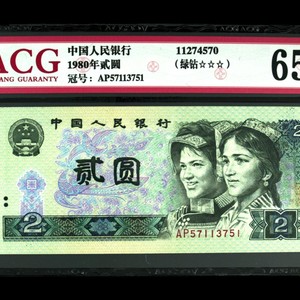 ACG
中国人民银行 11274570
1980年贰圆 (绿钻☆☆☆)
冠号: AP57113751
65
ANG GUARANTY
中国人民银行
贰圆
AP57113751
2
2